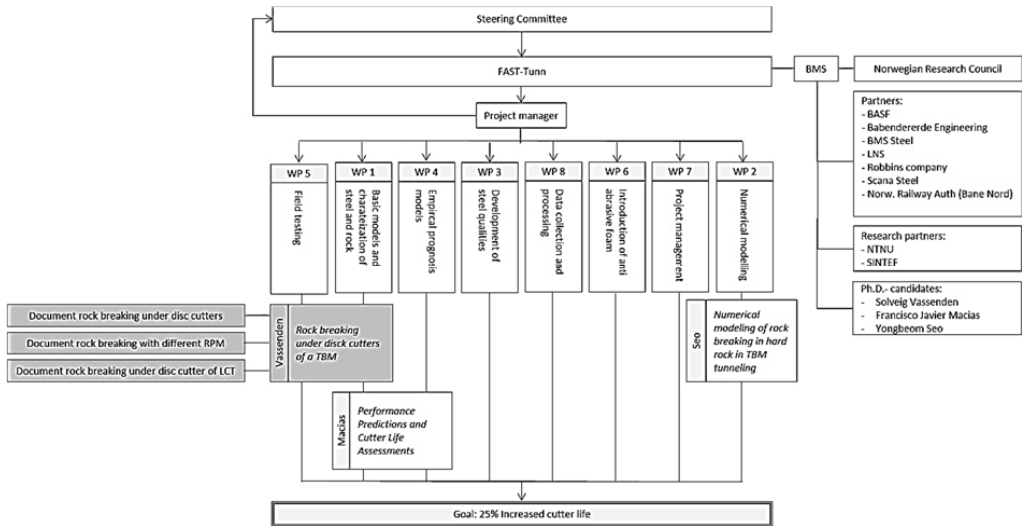 Steering Committee
FAST-Tunn
BMS
Norwegian Research Council
Project manager
Partners:
- BASF
- Babendererde Engineering
- BMS Steel
- LNS
- Robbins company
- Scana Steel
- Norw. Railway Auth (Bane Nord)
Research partners:
- NTNU
- SINTEF
Ph.D.- candidates:
- Solveig Vassenden
- Francisco Javier Macias
- Yongbeom Seo
WP 5
Field testing
WP 1
Basic models and
charateization of
steel and rock
WP 4
Empircal prognoris
models
WP 3
Development of
steel qualities
WP 8
Data collection and
processing
WP 6
Introduction of anti
abrasive foam
WP 7
Project management
WP 2
Numerical modelling
Document rock breaking under disc cutters
Document rock breaking with different RPM
Document rock breaking under disc cutter of LCT
Vassenden
Rock breaking
under disck cutters
of a TBM
Macias
Performance
Predictions and
Cutter Life
Assessments
Seo
Numerical
modeling of rock
breaking in hard
rock in TBM
tunneling
Goal: 25% Increased cutter life